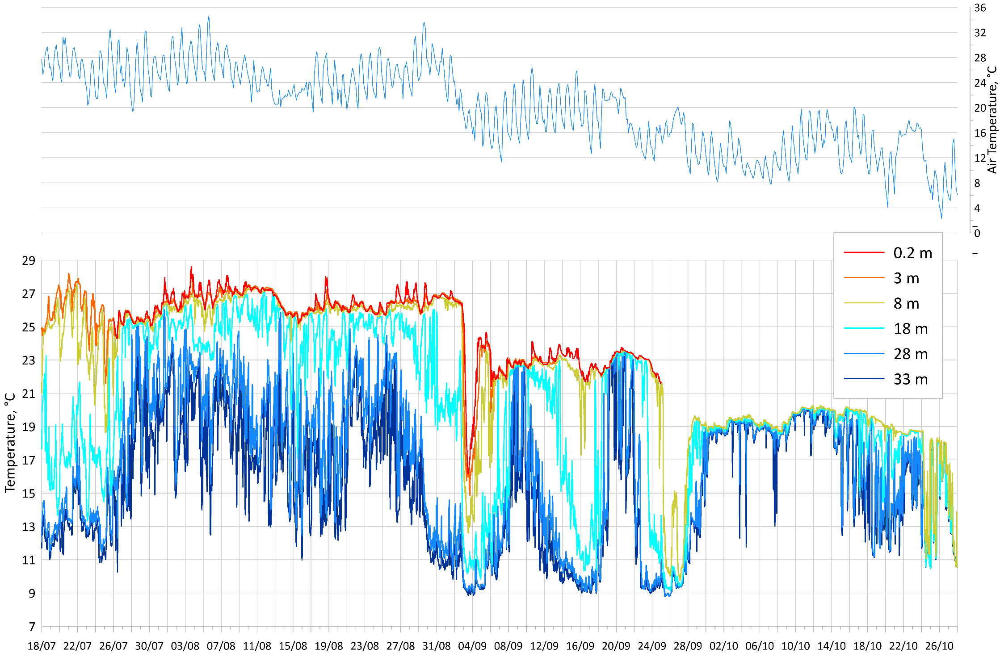 36
32
28
24
20
16
12
8
4
–
0
–
Air Temperature, °C
0.2 m
3 m
8 m
18 m
28 m
33 m
29
27
25
23
21
19
17
15
13
11
9
7
Temperature, °C
18/07 22/07 26/07 30/07 03/08 07/08 11/08 15/08 19/08 23/08 27/08 31/08 04/09 08/09 12/09 16/09 20/09 24/09 28/09 02/10 06/10 10/10 14/10 18/10 22/10 26/10